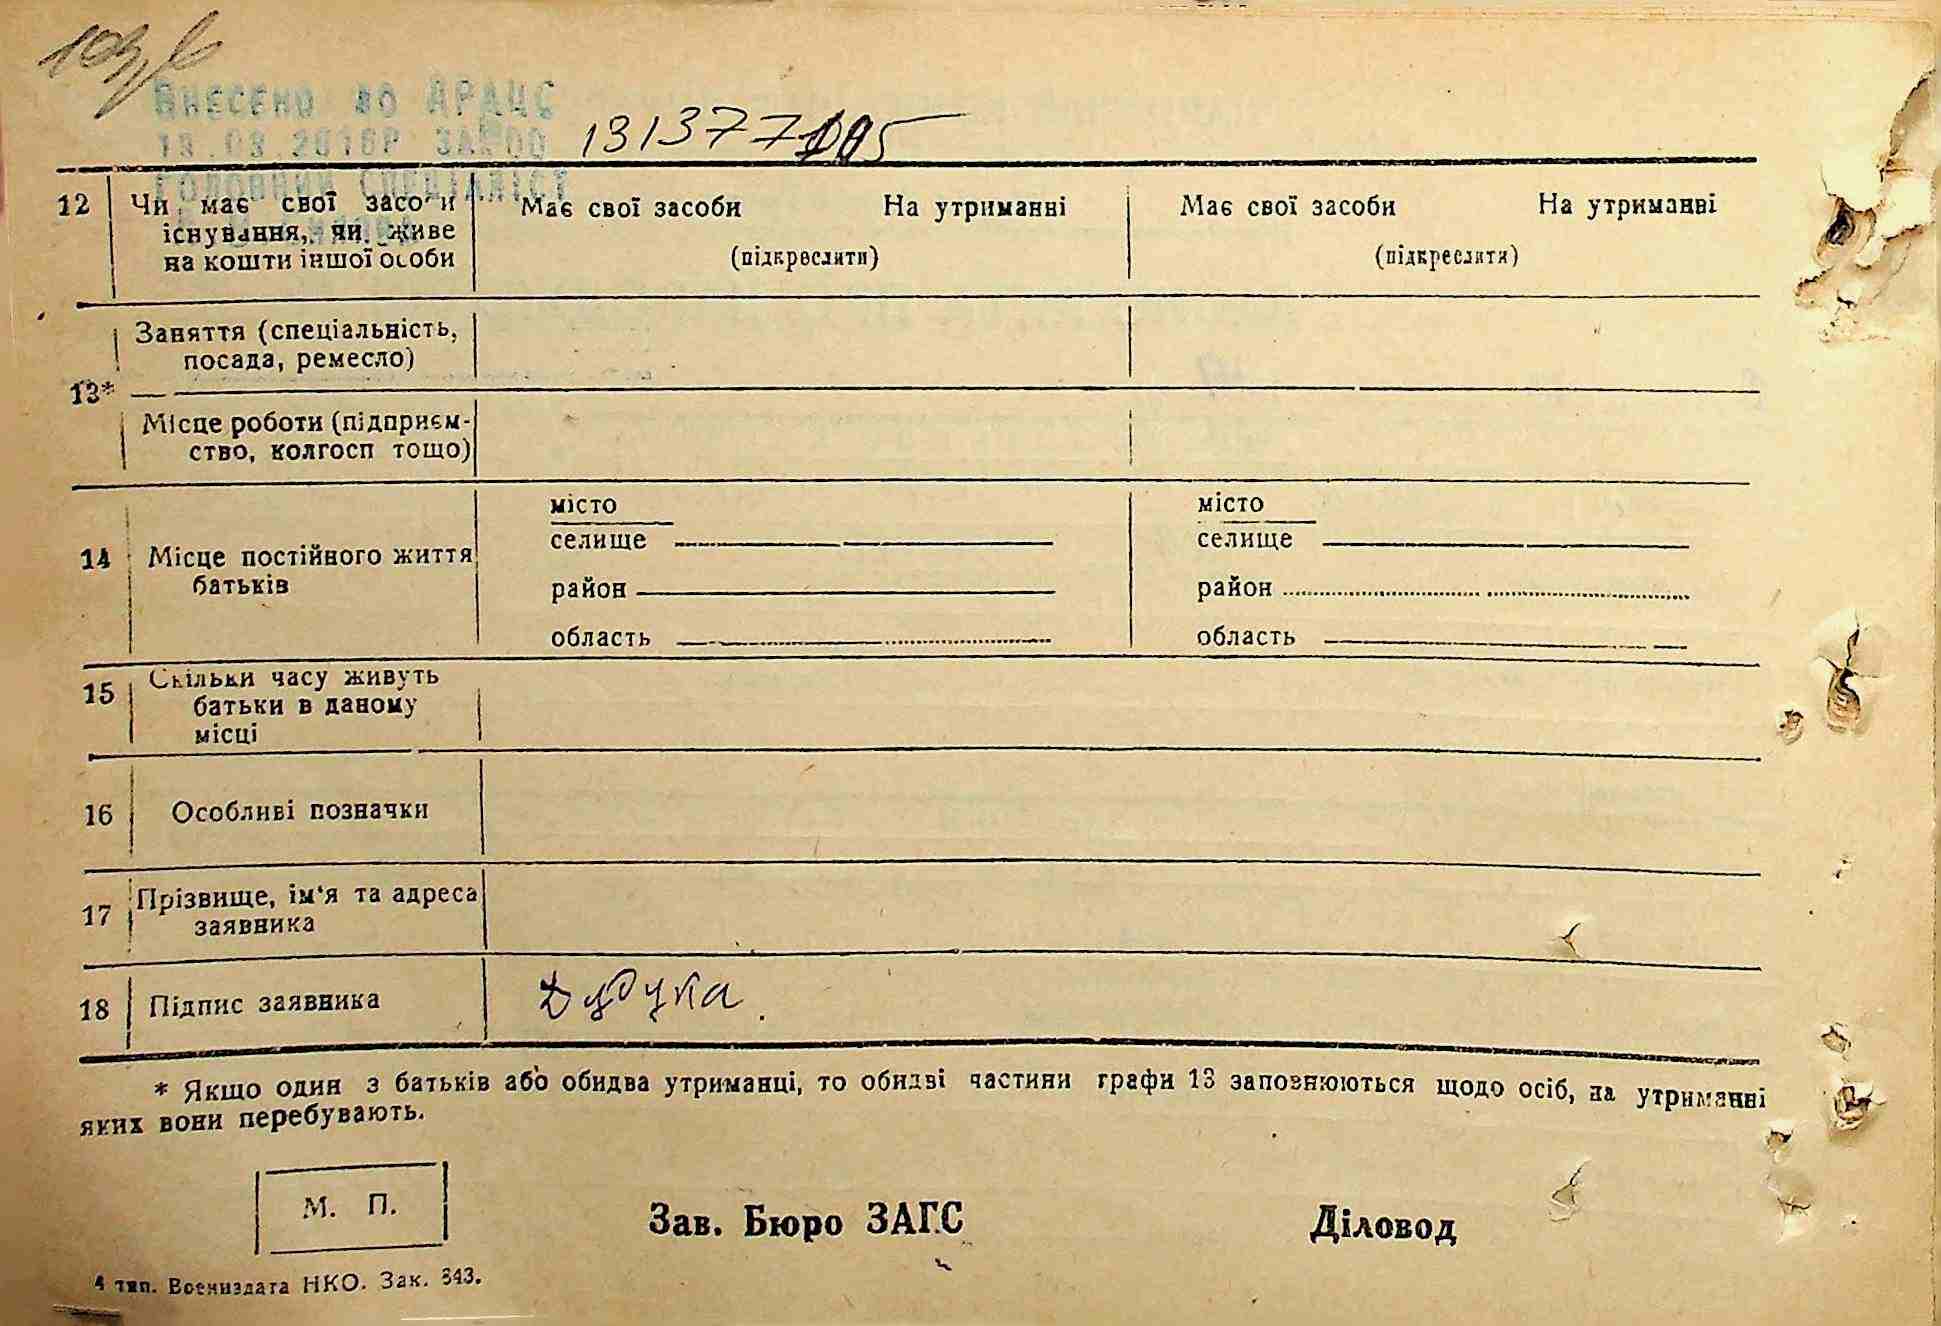 ВНЕСЕНО до ДРАЦС
12 Чи має свої засоби Має свої засоби На утриманні Має свої засоби На утриманні
існування, чи живе (підкреслити) (підкреслити)
на кошти іншої особи
Заняття (спеціальність,
посада, ремесло)
13*
Місце роботи (підприєм-
ство, колгосп тощо)
місто місто
селище селище
14 Місце постійного життя
батьків район район
область область
Скільки часу живуть
15 батьки в даному
місці
16 Особливі позначки
Прізвище, ім'я та адреса
17 заявника
18 Підпис заявника
* Якщо один з батьків або обидва утриманці, то обидві частини графи 13 заповнюються щодо осіб, на утриманні
яких вони перебувають.
М. П.
Зав. Бюро ЗАГС Діловод
4 тип. Воениздата НКО. Зак. 343.